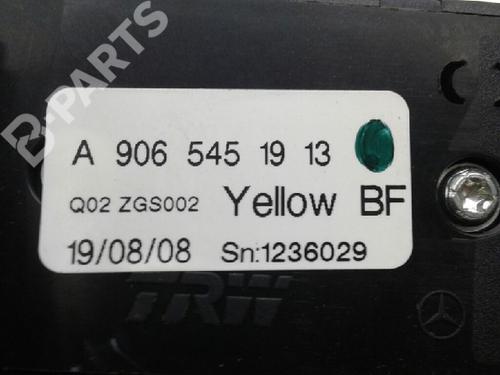 B-PARTS
A 906 545 19 13
Q02 ZGS002 Yellow BF
19/08/08 Sn:1236029
TRW